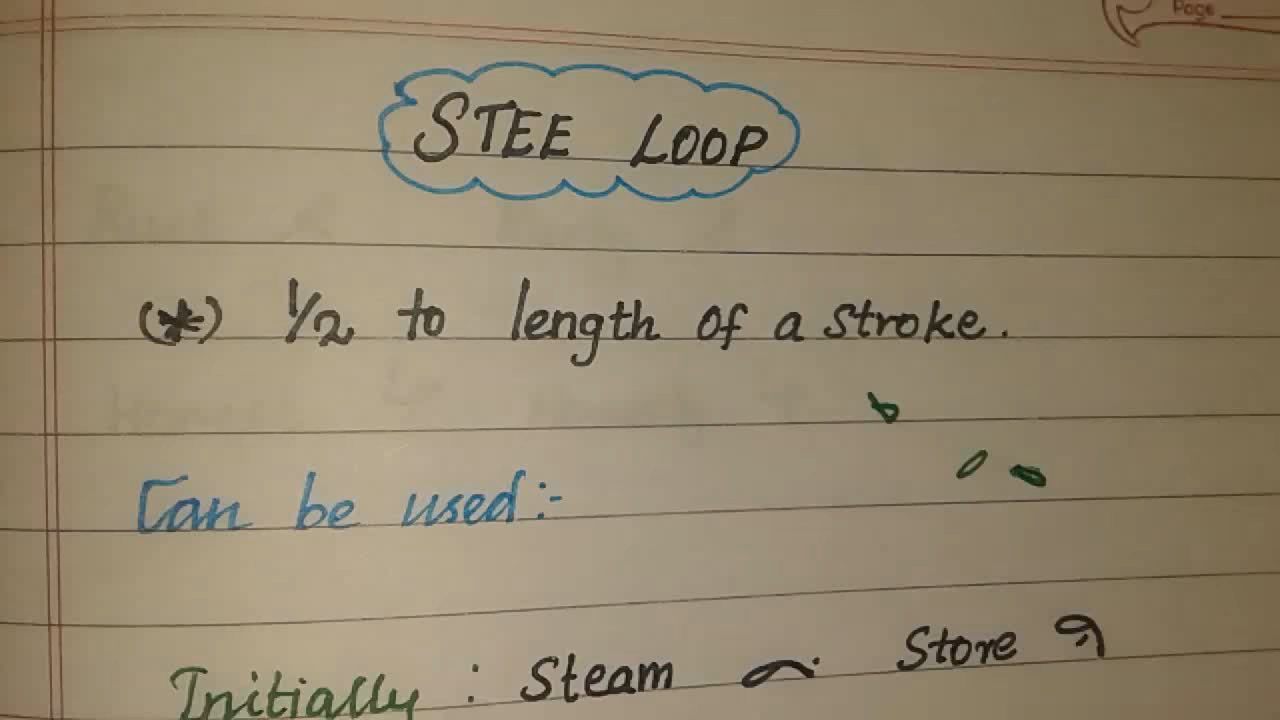 Page
STEE LOOP
(*) 1/2 to length of a stroke.
Can be used:-
Initially : Steam Store